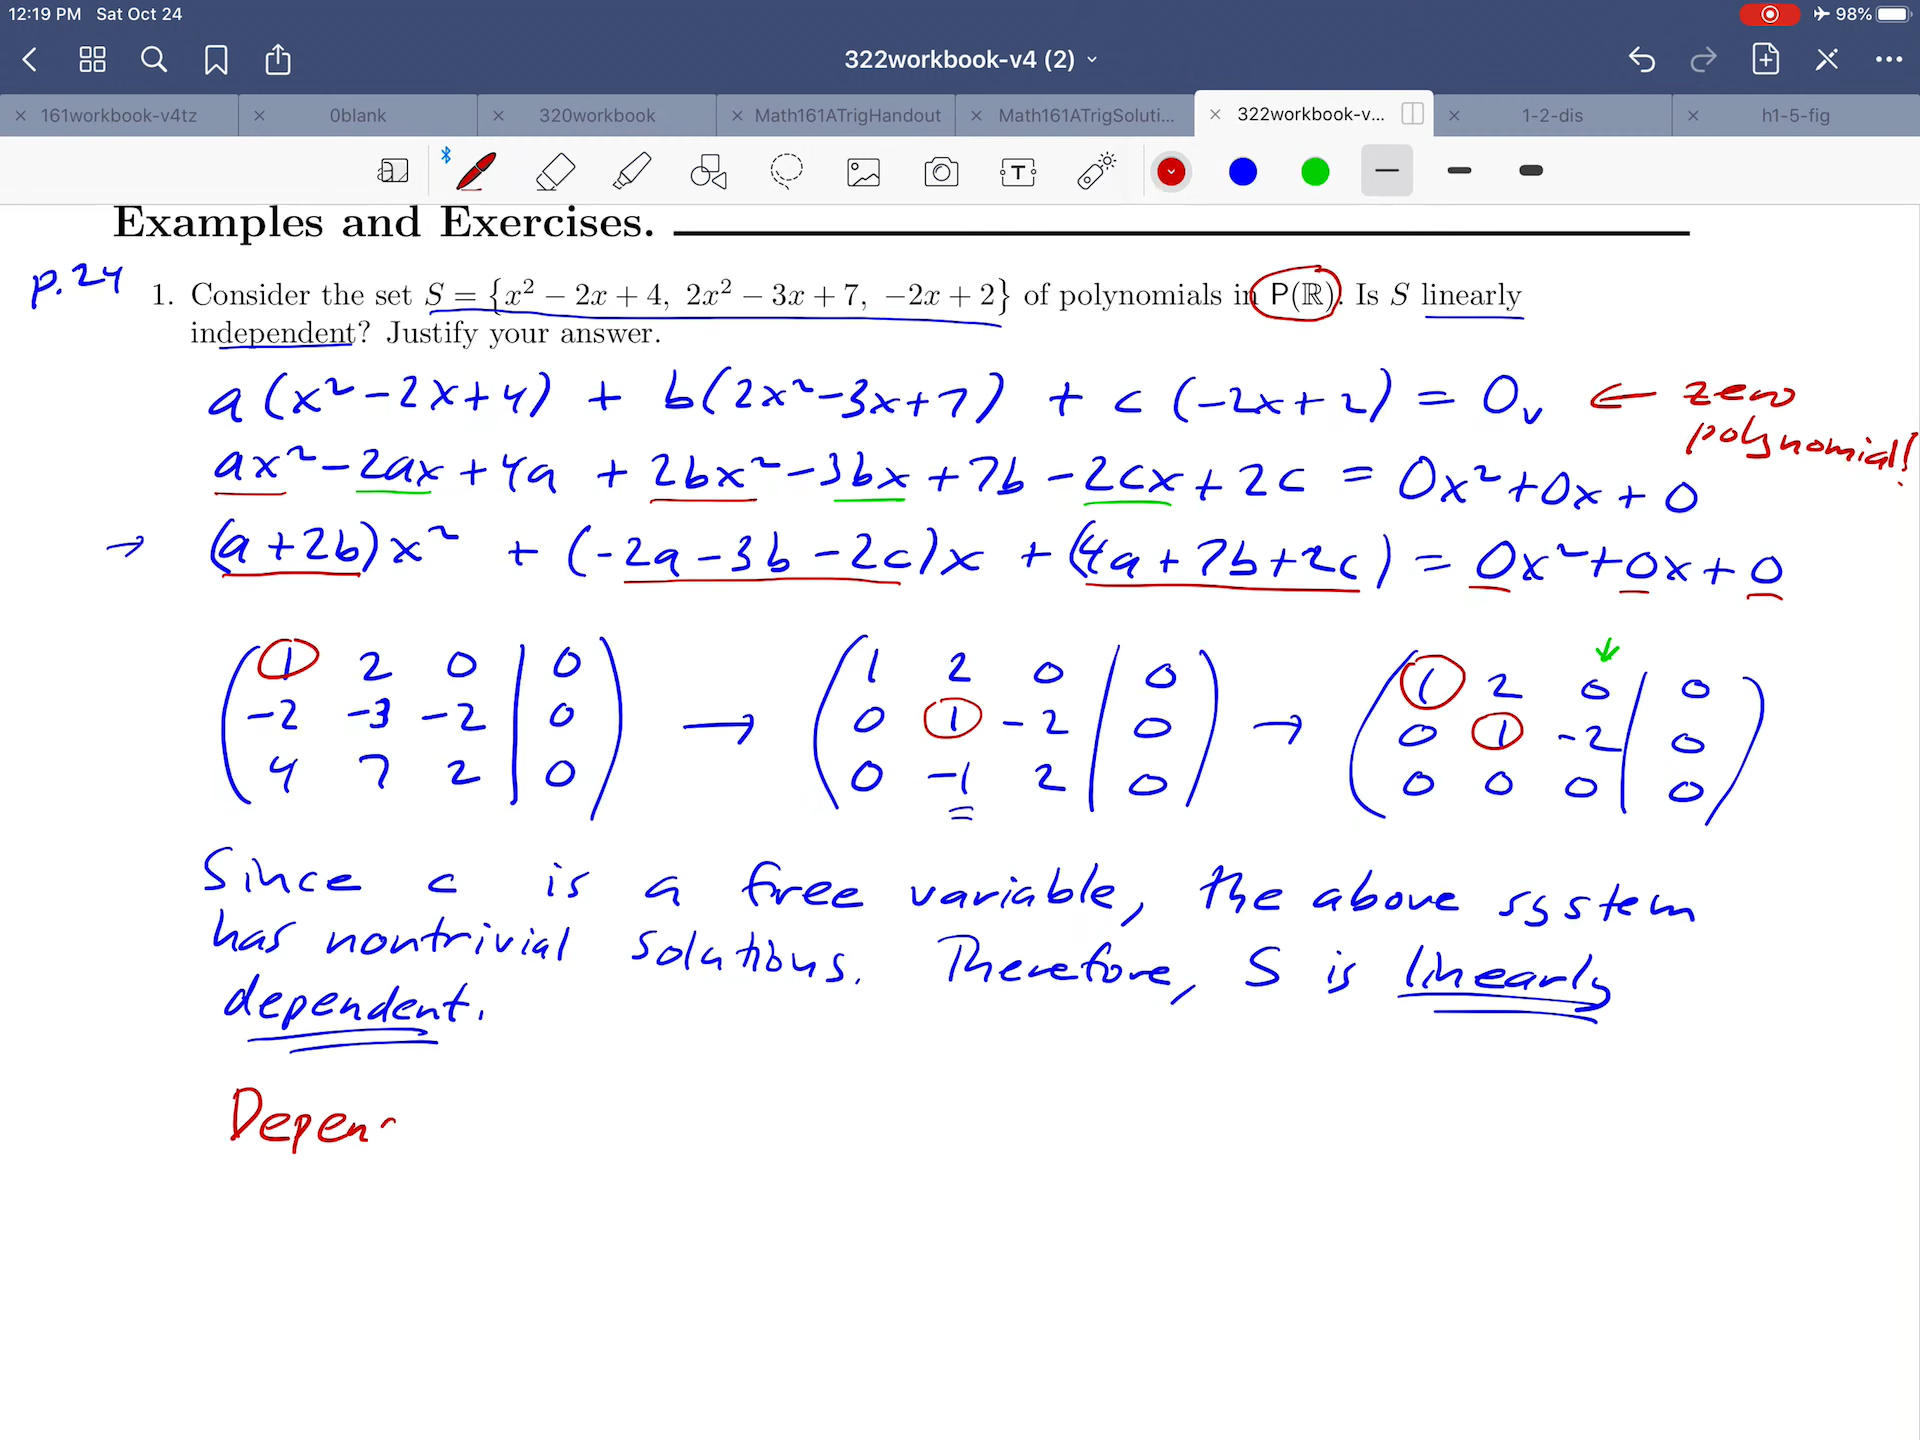 12:19 PM Sat Oct 24
98%
322workbook-v4 (2)
161workbook-v4tz
0blank
320workbook
Math161ATrigHandout
Math161ATrigSoluti...
322workbook-v...
1-2-dis
h1-5-fig
Examples and Exercises.
p.24
1. Consider the set S = {x² − 2x + 4, 2x² − 3x + 7, −2x + 2} of polynomials in P(ℝ). Is S linearly
independent? Justify your answer.
a(x²-2x+4) + b(2x²-3x+7) + c(-2x+2) = 0ᵥ ← zero
polynomial!
ax²-2ax+4a + 2bx²-3bx+7b-2cx+2c = 0x²+0x+0
→ (a+2b)x² + (-2a-3b-2c)x + (4a+7b+2c) = 0x²+0x+0
( 1 2 0 | 0 ) ( 1 2 0 | 0 ) ( 1 2 0 | 0 )
( -2 -3 -2 | 0 ) → ( 0 1 -2 | 0 ) → ( 0 1 -2 | 0 )
( 4 7 2 | 0 ) ( 0 -1 2 | 0 ) ( 0 0 0 | 0 )
Since c is a free variable, the above system
has nontrivial solutions. Therefore, S is linearly
dependent.
Depen